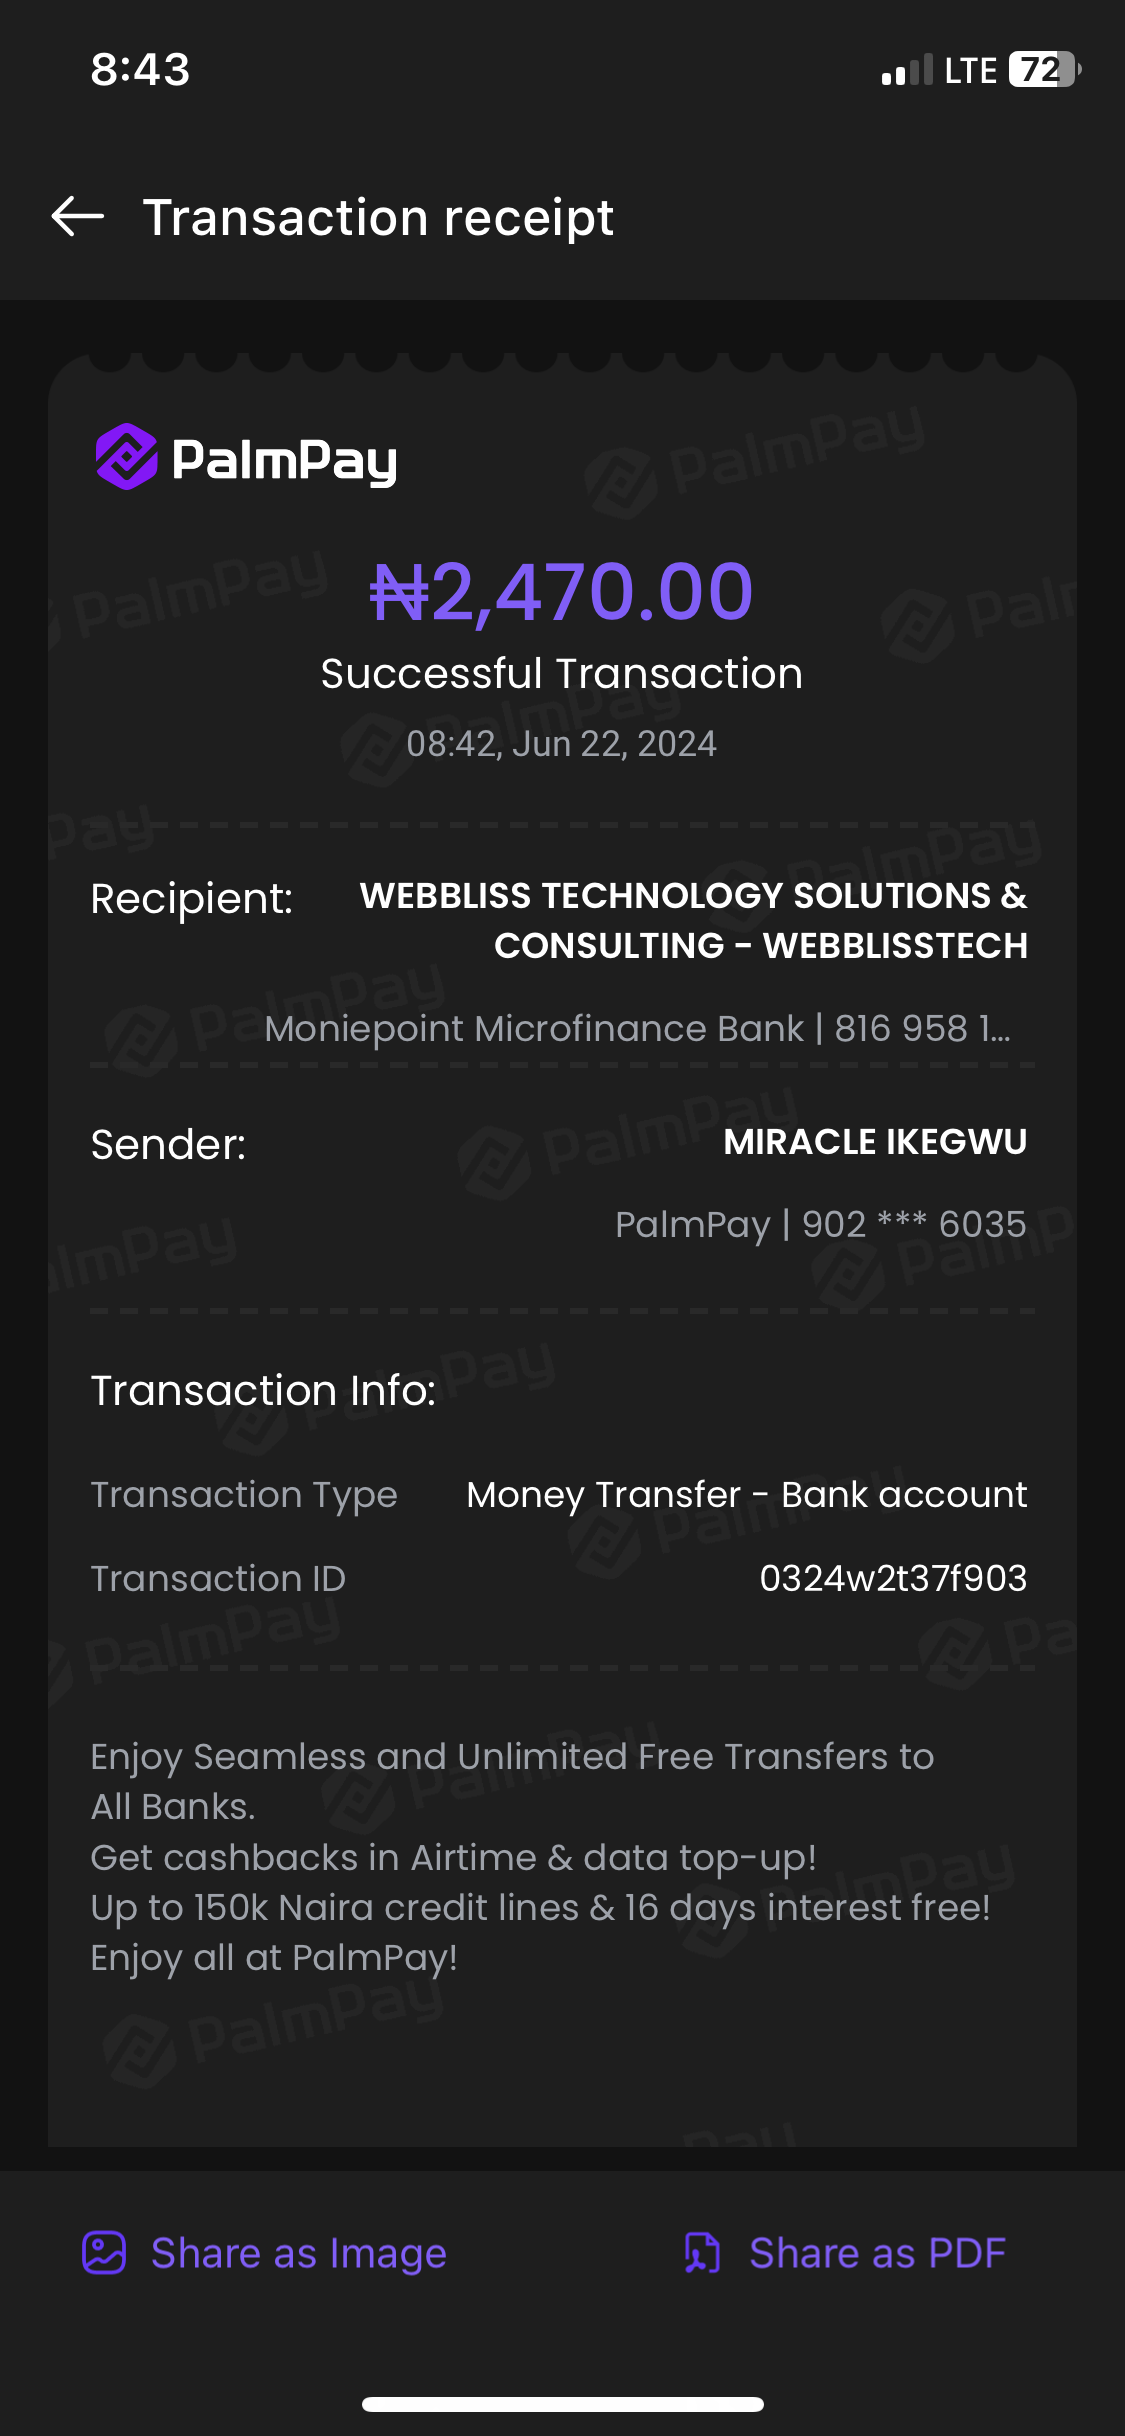 8:43
LTE 72
Transaction receipt
PalmPay
₦2,470.00
Successful Transaction
08:42, Jun 22, 2024
Recipient: WEBBLISS TECHNOLOGY SOLUTIONS &
CONSULTING - WEBBLISSTECH
Moniepoint Microfinance Bank | 816 958 1...
Sender: MIRACLE IKEGWU
PalmPay | 902 *** 6035
Transaction Info:
Transaction Type Money Transfer - Bank account
Transaction ID 0324w2t37f903
Enjoy Seamless and Unlimited Free Transfers to
All Banks.
Get cashbacks in Airtime & data top-up!
Up to 150k Naira credit lines & 16 days interest free!
Enjoy all at PalmPay!
Share as Image Share as PDF